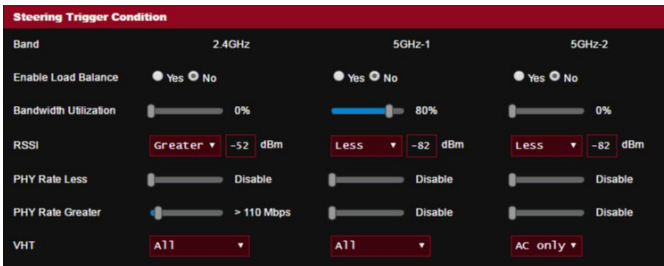 Steering Trigger Condition
Band 2.4GHz 5GHz-1 5GHz-2
Enable Load Balance Yes No Yes No Yes No
Bandwidth Utilization 0% 80% 0%
RSSI Greater -52 dBm Less -82 dBm Less -82 dBm
PHY Rate Less Disable Disable Disable
PHY Rate Greater > 110 Mbps Disable Disable
VHT All All AC only